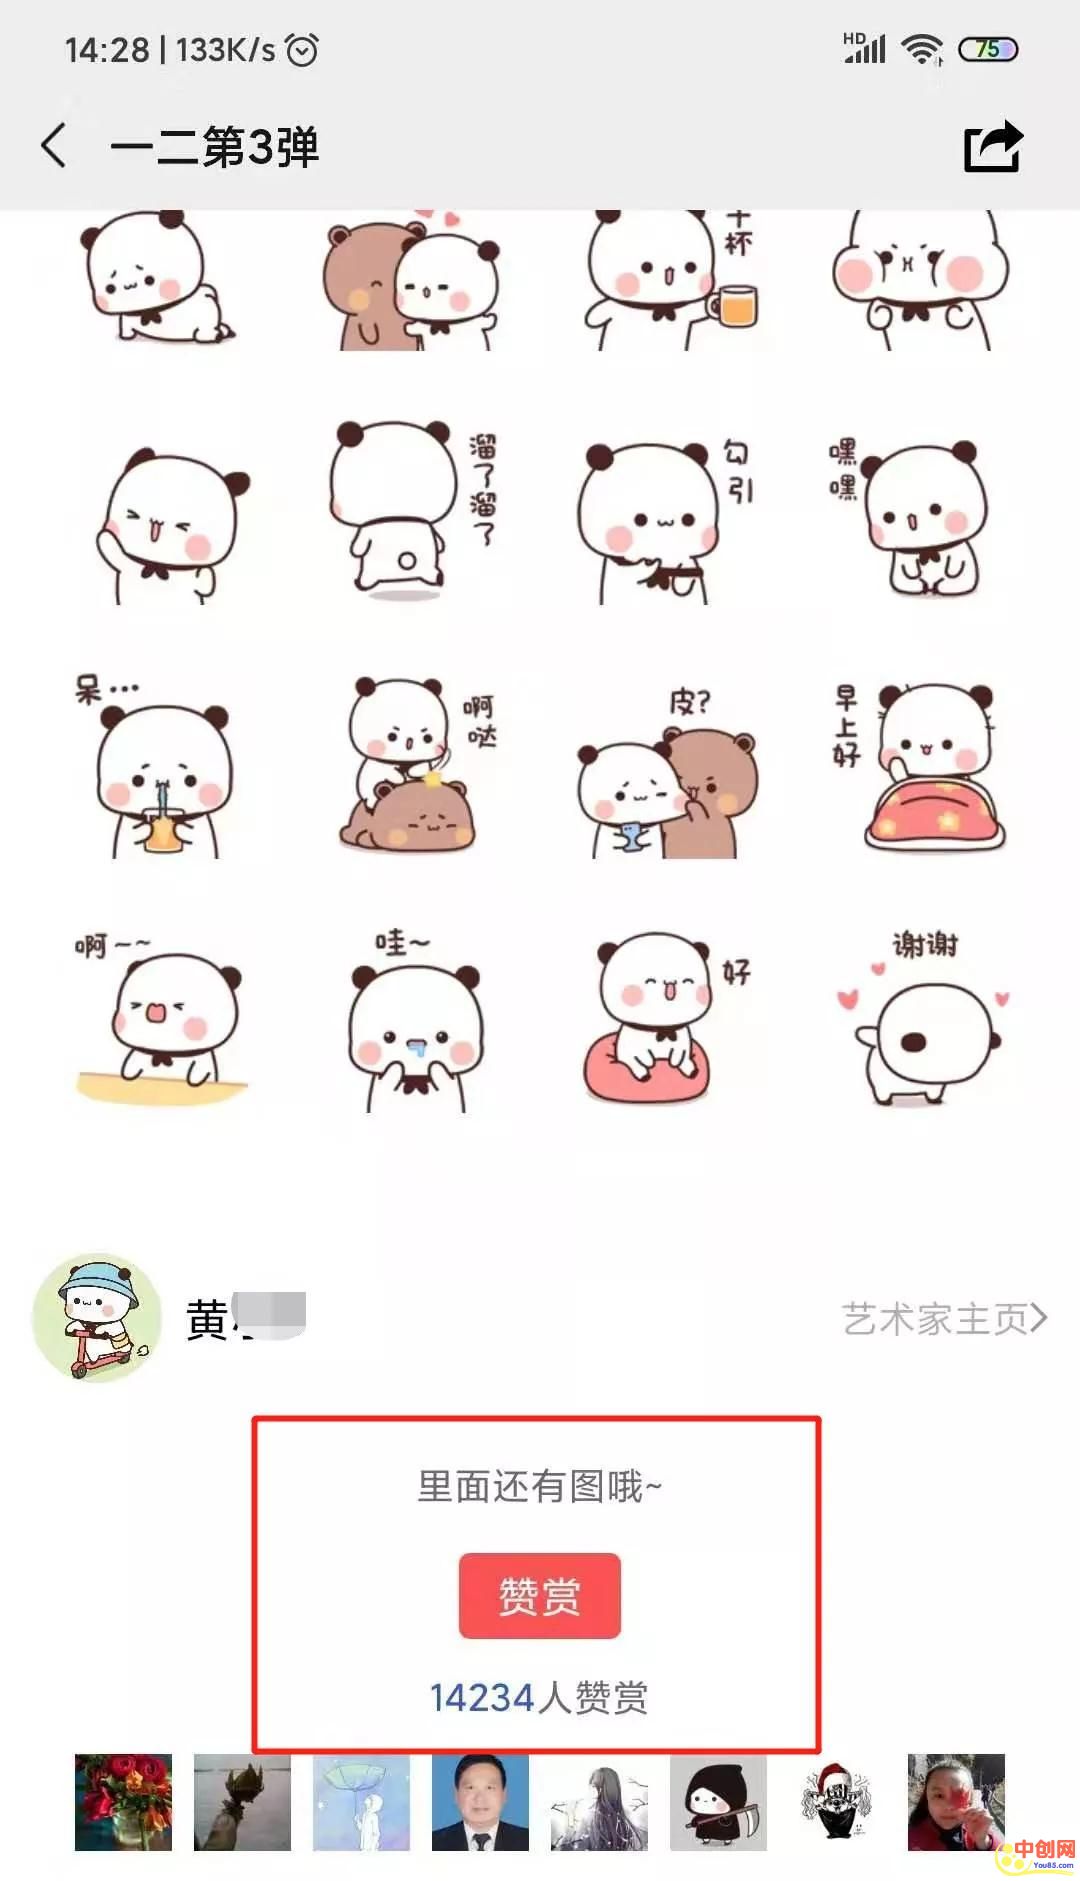 14:28 | 133K/s
HD
75
一二第3弹
干杯
溜了溜了
勾引
嘿嘿
呆···
啊哒
皮?
早上好
啊~~
哇~
好
谢谢
黄
艺术家主页
里面还有图哦~
赞赏
14234人赞赏
中创网
You85.com